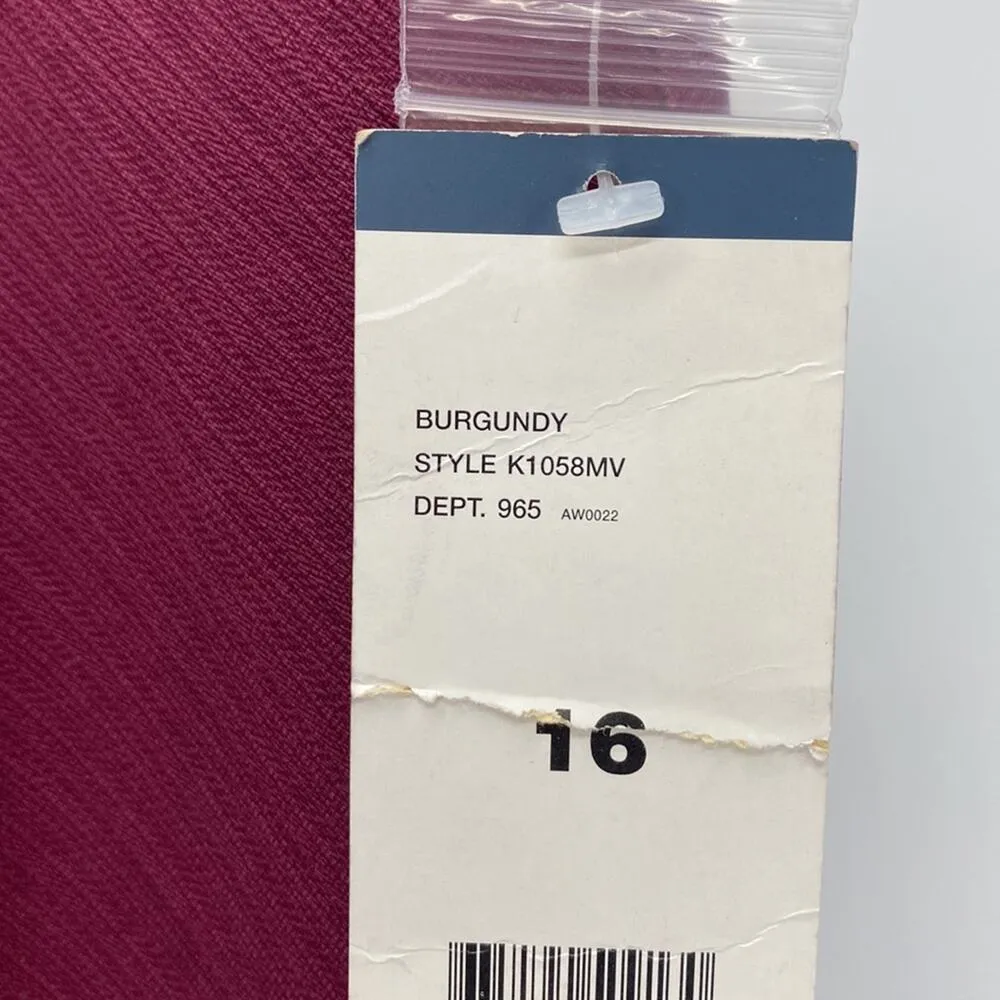 BURGUNDY
STYLE K1058MV
DEPT. 965 AW0022
16